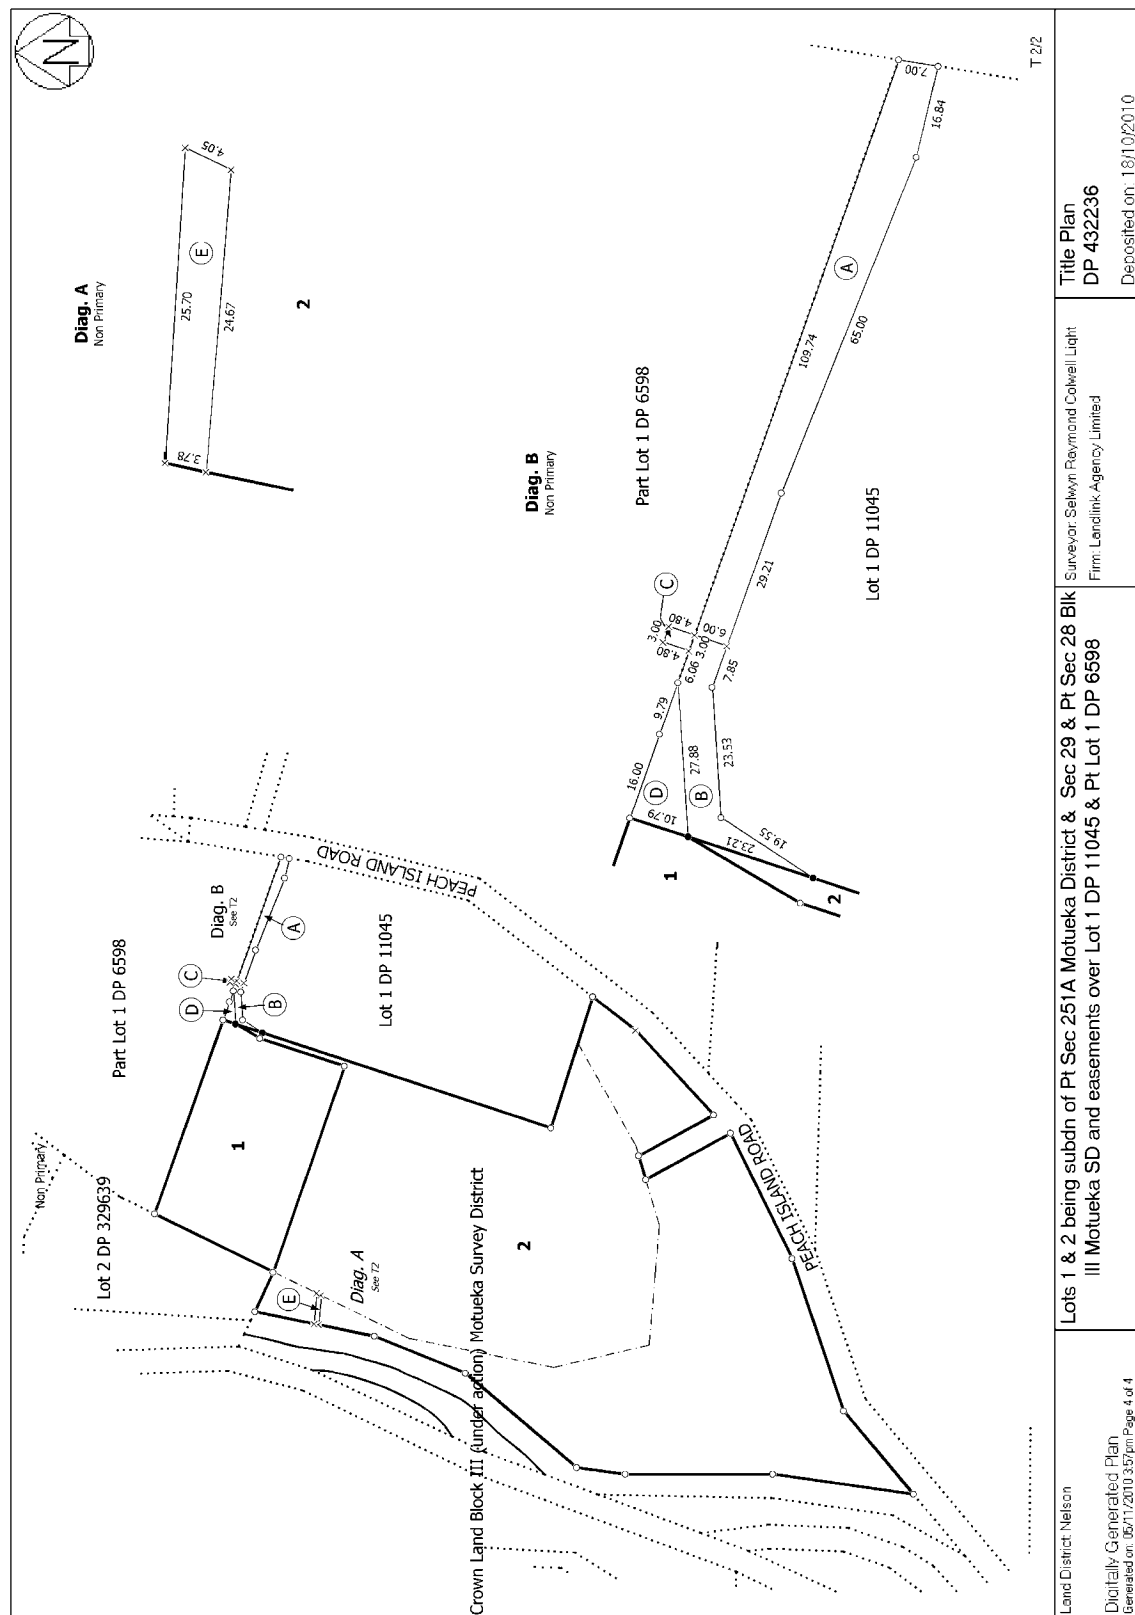 N
T 2/2
Diag. A
Non Primary
25.70
4.05
E
3.78
24.67
2
Diag. B
Non Primary
Part Lot 1 DP 6598
7.00
16.84
A
109.74
65.00
C
3.00
4.80
4.80
6.00
3.00
6.06
29.21
7.85
Lot 1 DP 11045
9.79
16.00
27.88
23.53
D
B
10.79
23.21
19.55
1
2
PEACH ISLAND ROAD
Diag. B
See T2
A
Part Lot 1 DP 6598
C
D
B
Lot 1 DP 11045
Non Primary
Lot 2 DP 329639
1
Diag. A
See T2
E
2
PEACH ISLAND ROAD
Crown Land Block III (under action) Motueka Survey District
Land District: Nelson
Digitally Generated Plan
Generated on: 05/11/2010 3:57pm Page 4 of 4
Lots 1 & 2 being subdn of Pt Sec 251A Motueka District & Sec 29 & Pt Sec 28 Blk
III Motueka SD and easements over Lot 1 DP 11045 & Pt Lot 1 DP 6598
Surveyor: Selwyn Raymond Colwell Light
Firm: Landlink Agency Limited
Title Plan
DP 432236
Deposited on: 18/10/2010